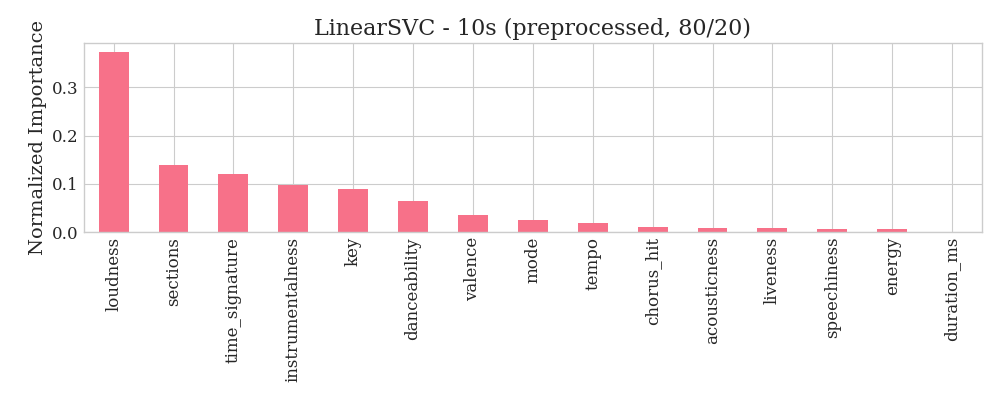 LinearSVC - 10s (preprocessed, 80/20)
Normalized Importance
0.3
0.2
0.1
0.0
loudness
sections
time_signature
instrumentalness
key
danceability
valence
mode
tempo
chorus_hit
acousticness
liveness
speechiness
energy
duration_ms